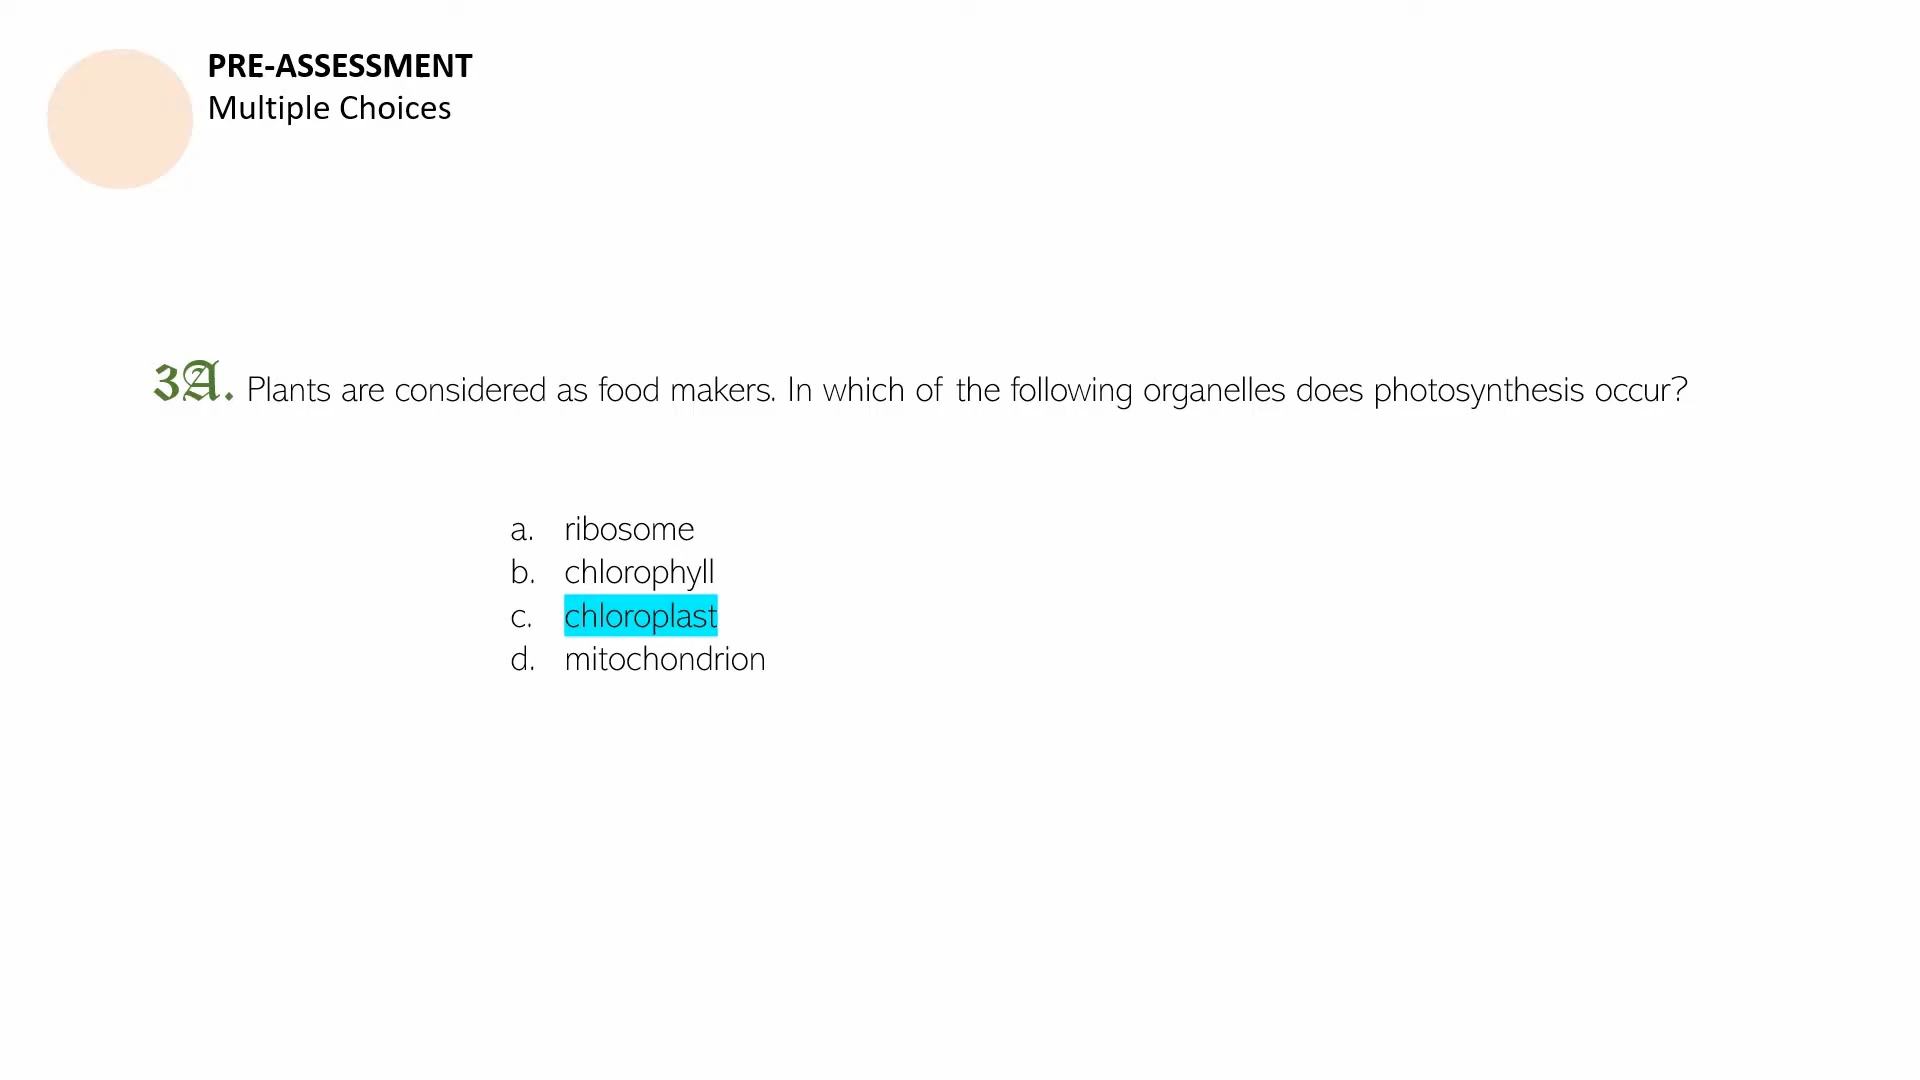 PRE-ASSESSMENT
Multiple Choices
3A. Plants are considered as food makers. In which of the following organelles does photosynthesis occur?
a. ribosome
b. chlorophyll
c. chloroplast
d. mitochondrion